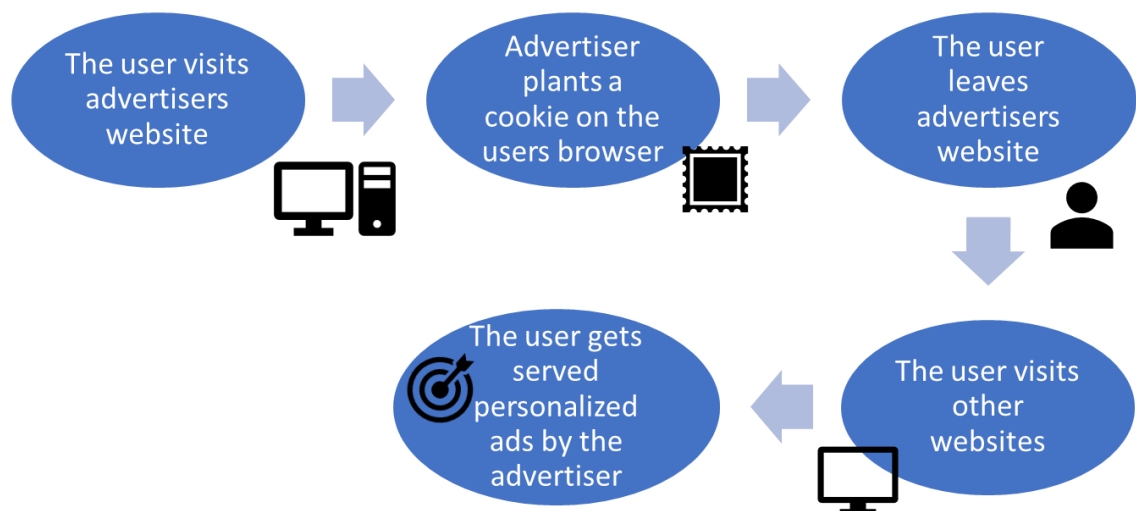 The user visits
advertisers
website
Advertiser
plants a
cookie on the
users browser
The user
leaves
advertisers
website
The user visits
other
websites
The user gets
served
personalized
ads by the
advertiser